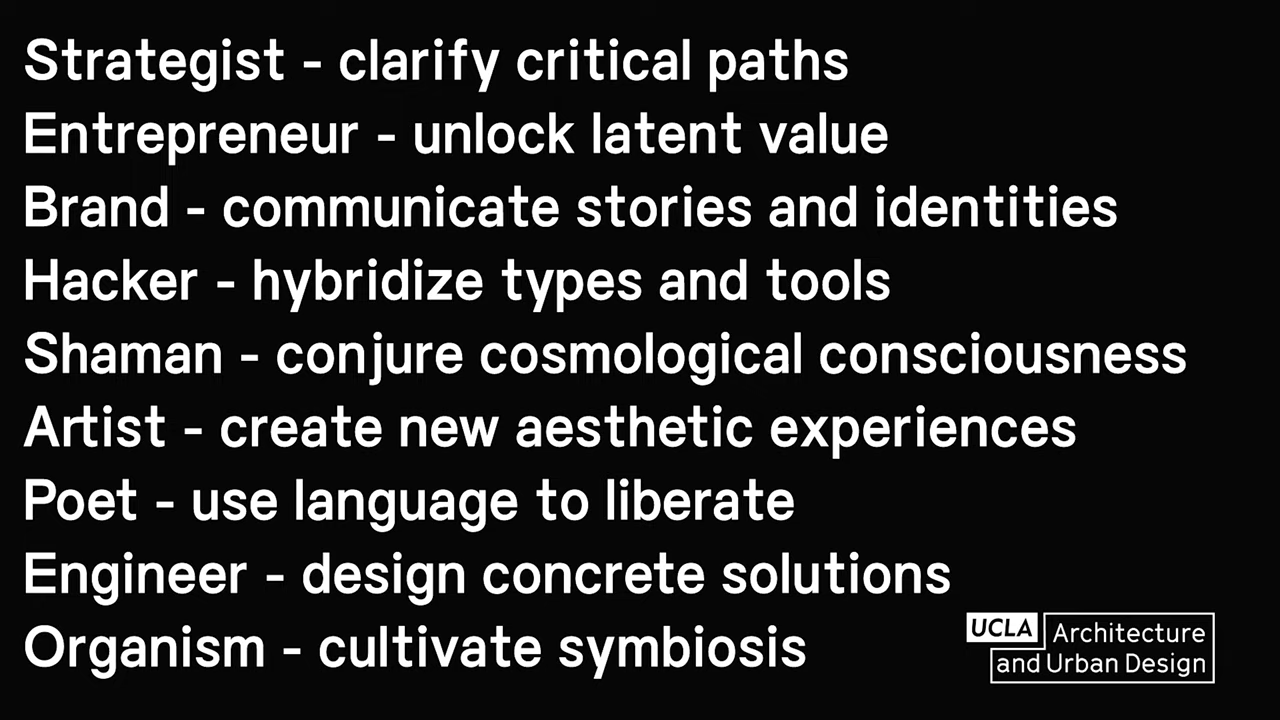 Strategist - clarify critical paths
Entrepreneur - unlock latent value
Brand - communicate stories and identities
Hacker - hybridize types and tools
Shaman - conjure cosmological consciousness
Artist - create new aesthetic experiences
Poet - use language to liberate
Engineer - design concrete solutions
Organism - cultivate symbiosis
UCLA Architecture
and Urban Design